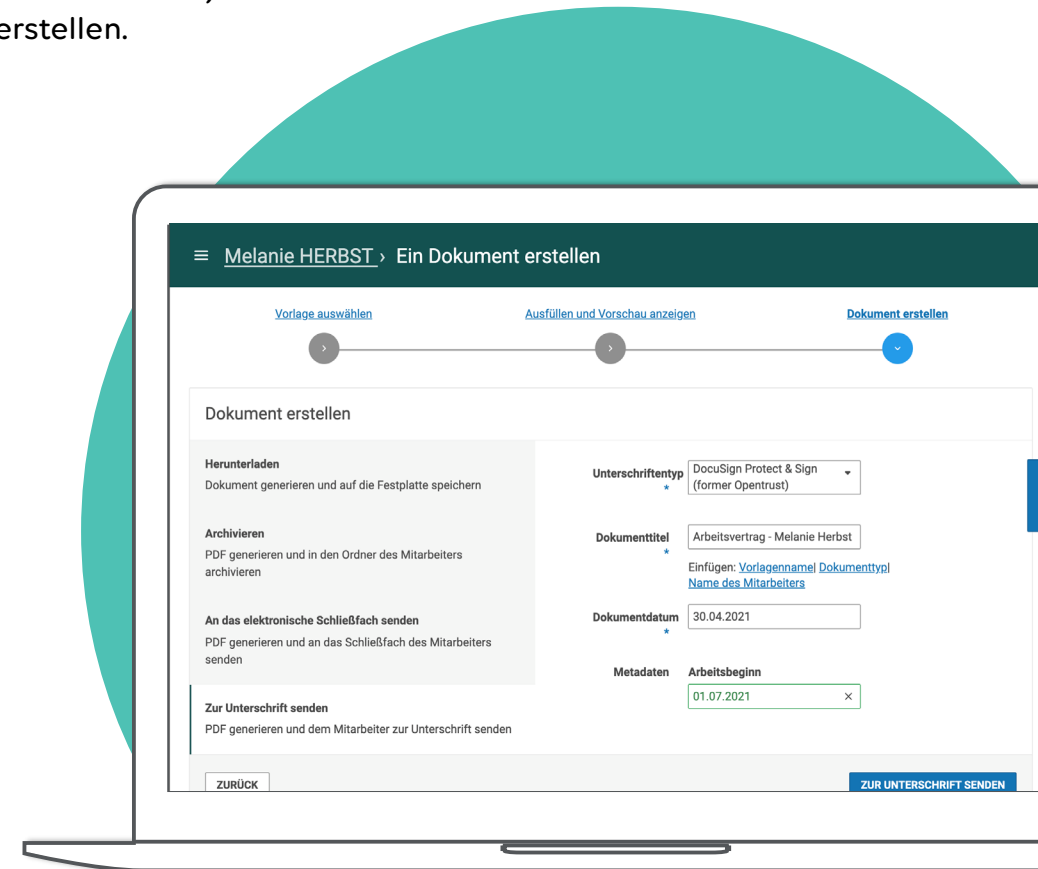 erstellen.
Melanie HERBST › Ein Dokument erstellen
Vorlage auswählen
Ausfüllen und Vorschau anzeigen
Dokument erstellen
Dokument erstellen
Herunterladen
Dokument generieren und auf die Festplatte speichern
Archivieren
PDF generieren und in den Ordner des Mitarbeiters
archivieren
An das elektronische Schließfach senden
PDF generieren und an das Schließfach des Mitarbeiters
senden
Zur Unterschrift senden
PDF generieren und dem Mitarbeiter zur Unterschrift senden
Unterschriftentyp
*
DocuSign Protect & Sign
(former Opentrust)
Dokumenttitel
*
Arbeitsvertrag - Melanie Herbst
Einfügen: Vorlagenname| Dokumenttyp|
Name des Mitarbeiters
Dokumentdatum
*
30.04.2021
Metadaten
Arbeitsbeginn
01.07.2021
ZURÜCK
ZUR UNTERSCHRIFT SENDEN